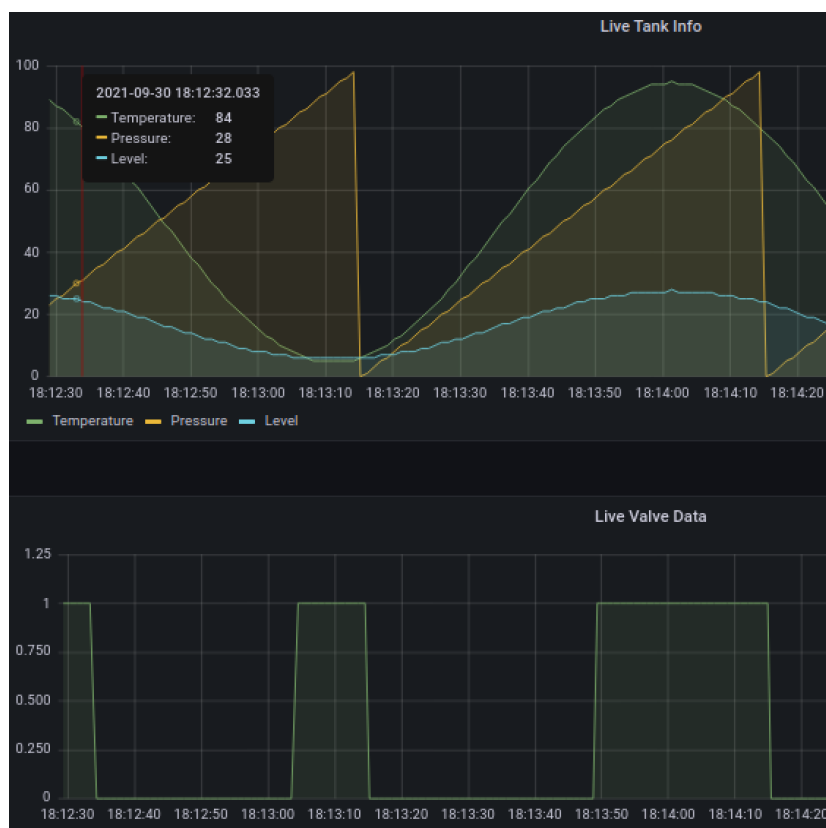 Live Tank Info
100
80
60
40
20
0
2021-09-30 18:12:32.033
Temperature: 84
Pressure: 28
Level: 25
18:12:30 18:12:40 18:12:50 18:13:00 18:13:10 18:13:20 18:13:30 18:13:40 18:13:50 18:14:00 18:14:10 18:14:20
Temperature Pressure Level
Live Valve Data
1.25
1
0.750
0.500
0.250
0
18:12:30 18:12:40 18:12:50 18:13:00 18:13:10 18:13:20 18:13:30 18:13:40 18:13:50 18:14:00 18:14:10 18:14:20